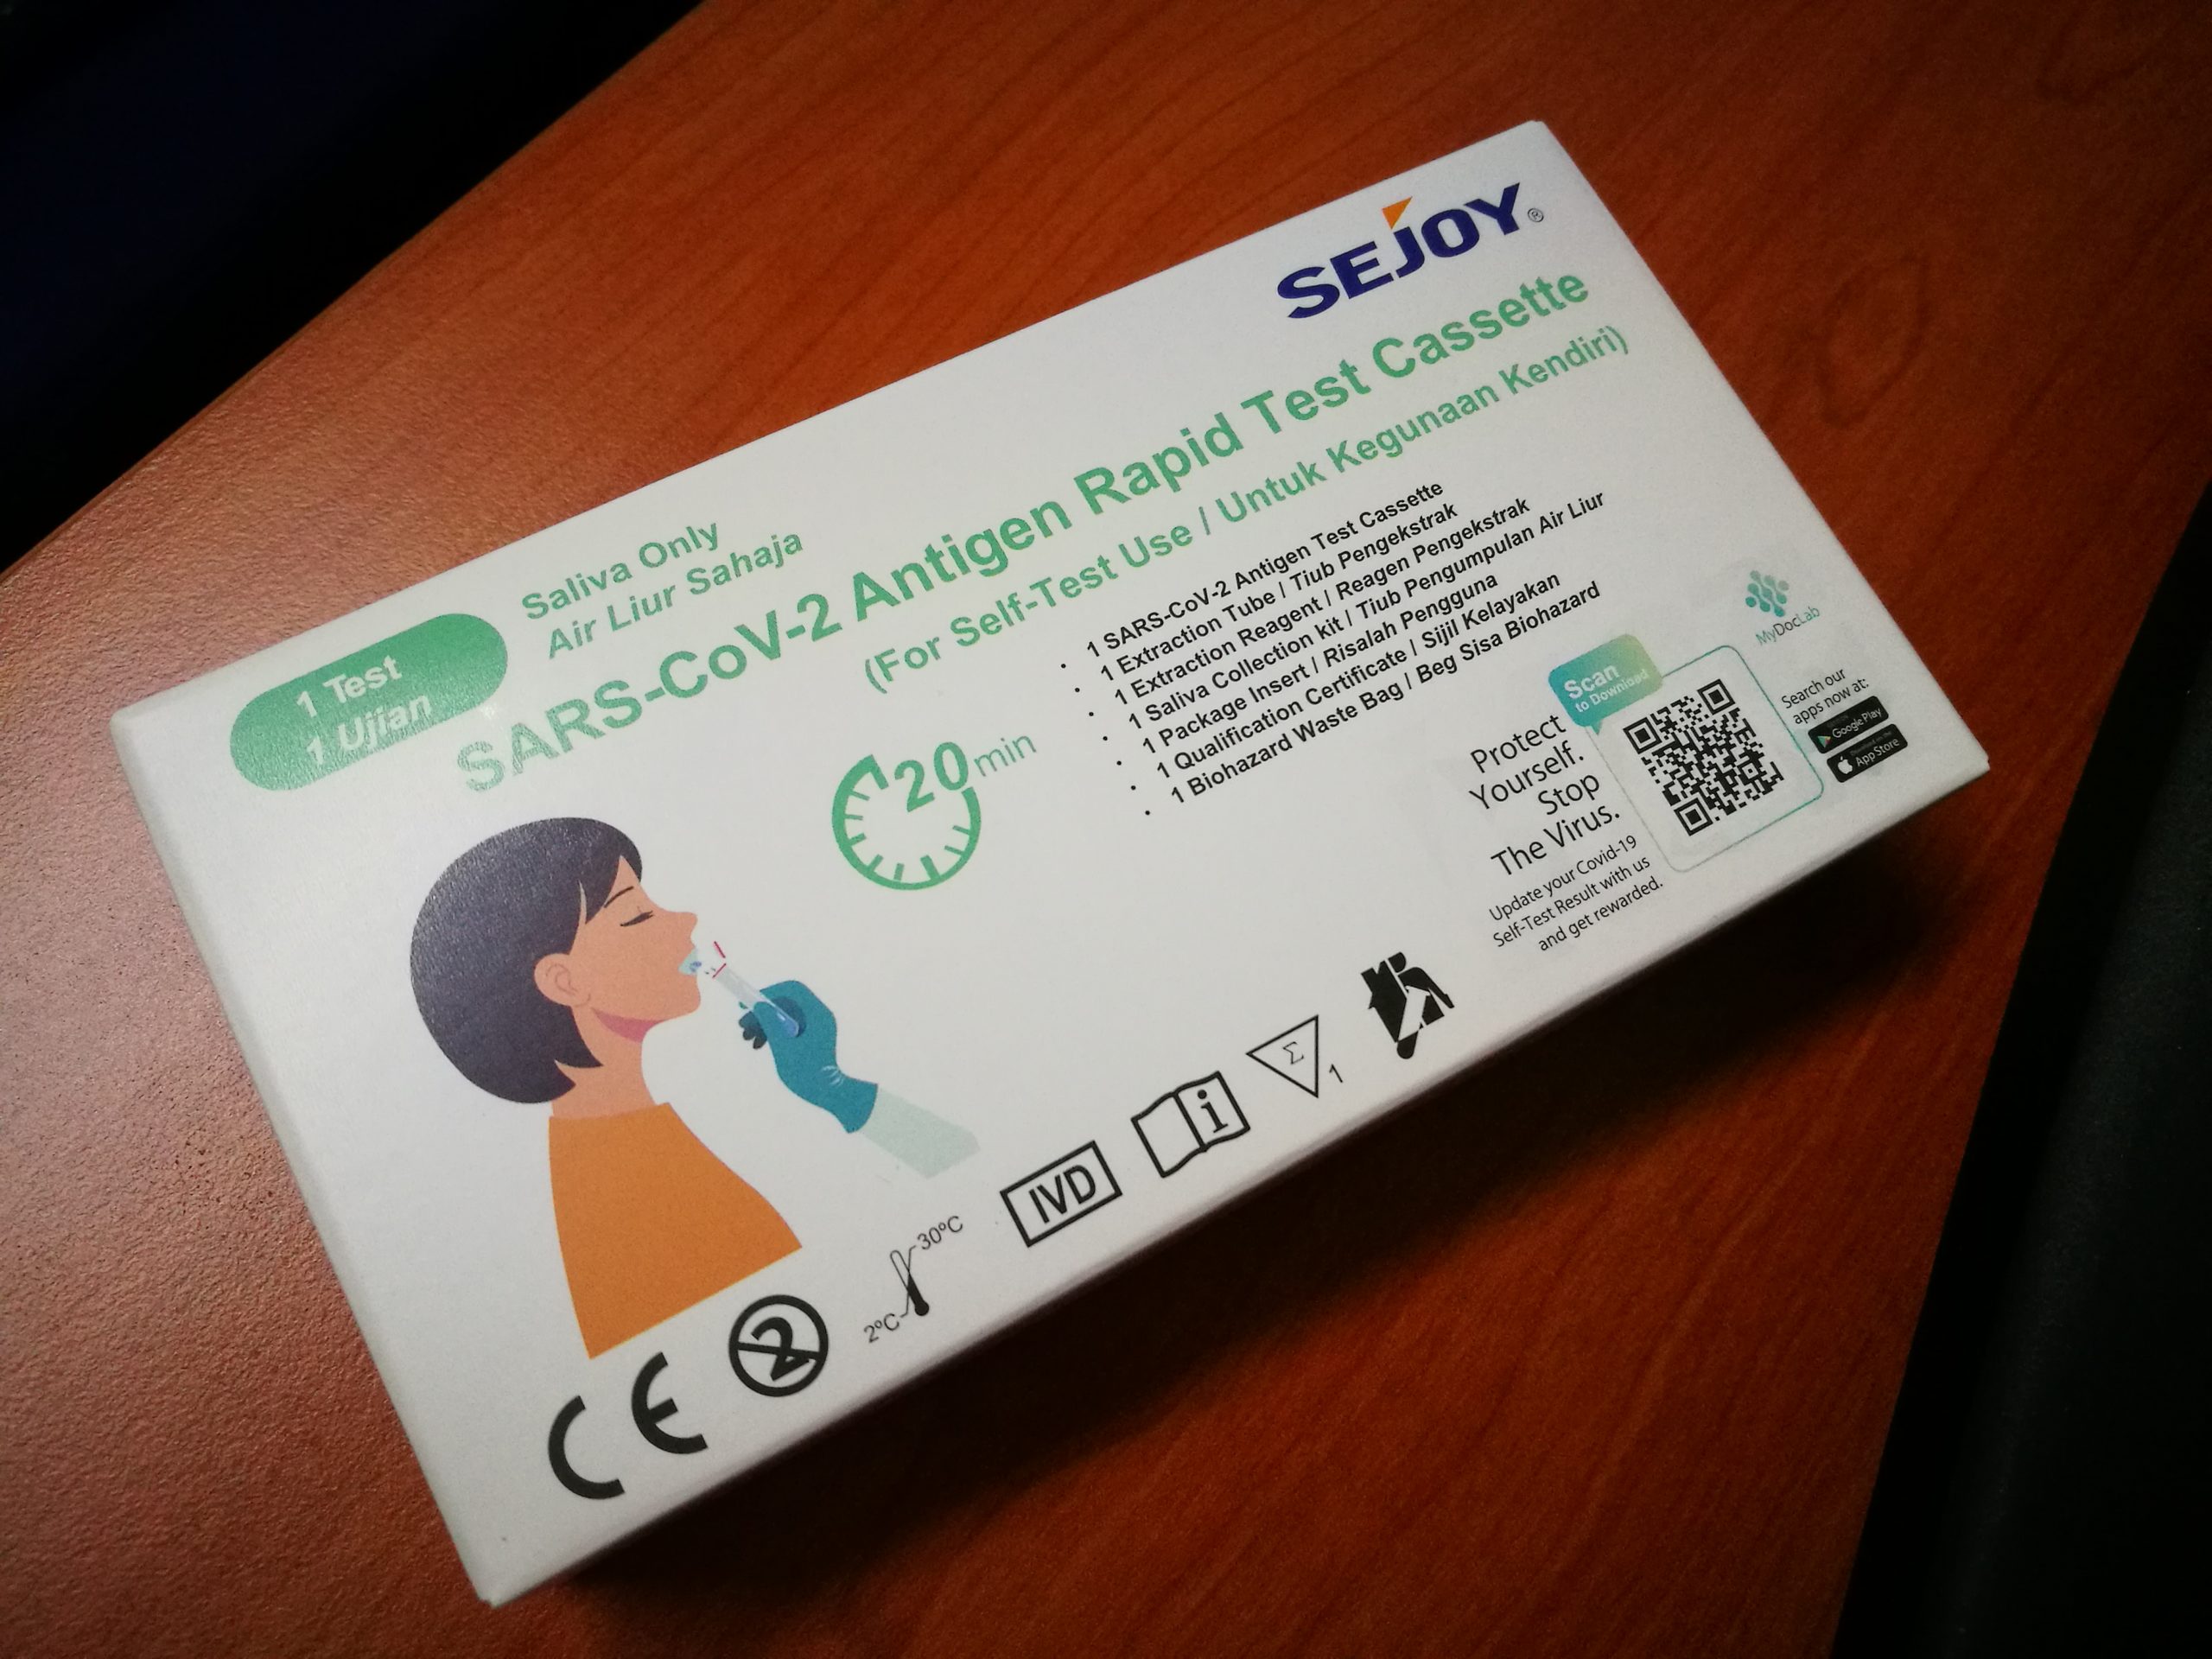 SEJOY®
1 Test
1 Ujian
Saliva Only
Air Liur Sahaja
SARS-CoV-2 Antigen Rapid Test Cassette
(For Self-Test Use / Untuk Kegunaan Kendiri)
20min
· 1 SARS-CoV-2 Antigen Test Cassette
· 1 Extraction Tube / Tiub Pengekstrak
· 1 Extraction Reagent / Reagen Pengekstrak
· 1 Saliva Collection kit / Tiub Pengumpulan Air Liur
· 1 Package Insert / Risalah Pengguna
· 1 Qualification Certificate / Sijil Kelayakan
· 1 Biohazard Waste Bag / Beg Sisa Biohazard
MyDocLab
Scan
to Download
Protect
Yourself.
Stop
The Virus.
Update your Covid-19
Self-Test Result with us
and get rewarded.
Search our
apps now at:
Google Play
App Store
CE
2
2°C
30°C
IVD
i
Σ
1